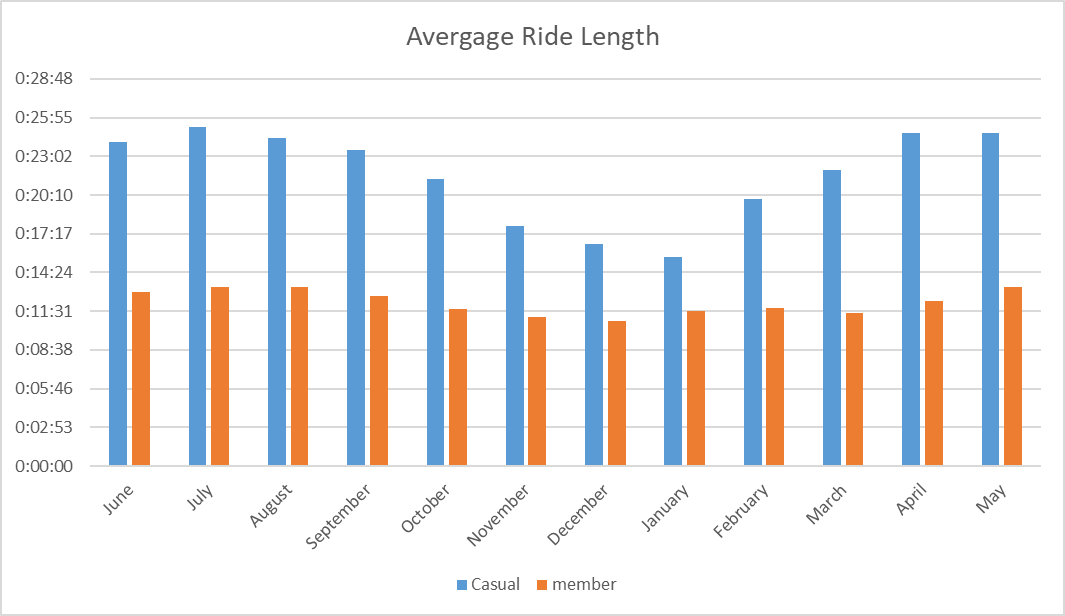 Avergage Ride Length
0:28:48
0:25:55
0:23:02
0:20:10
0:17:17
0:14:24
0:11:31
0:08:38
0:05:46
0:02:53
0:00:00
June
July
August
September
October
November
December
January
February
March
April
May
Casual member